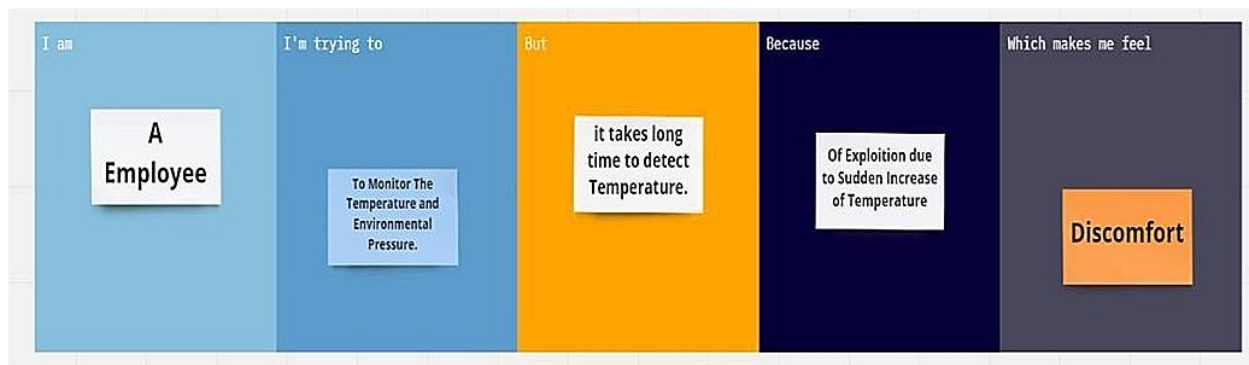 I am
A
Employee
I'm trying to
To Monitor The
Temperature and
Environmental
Pressure.
But
it takes long
time to detect
Temperature.
Because
Of Exploition due
to Sudden Increase
of Temperature
Which makes me feel
Discomfort